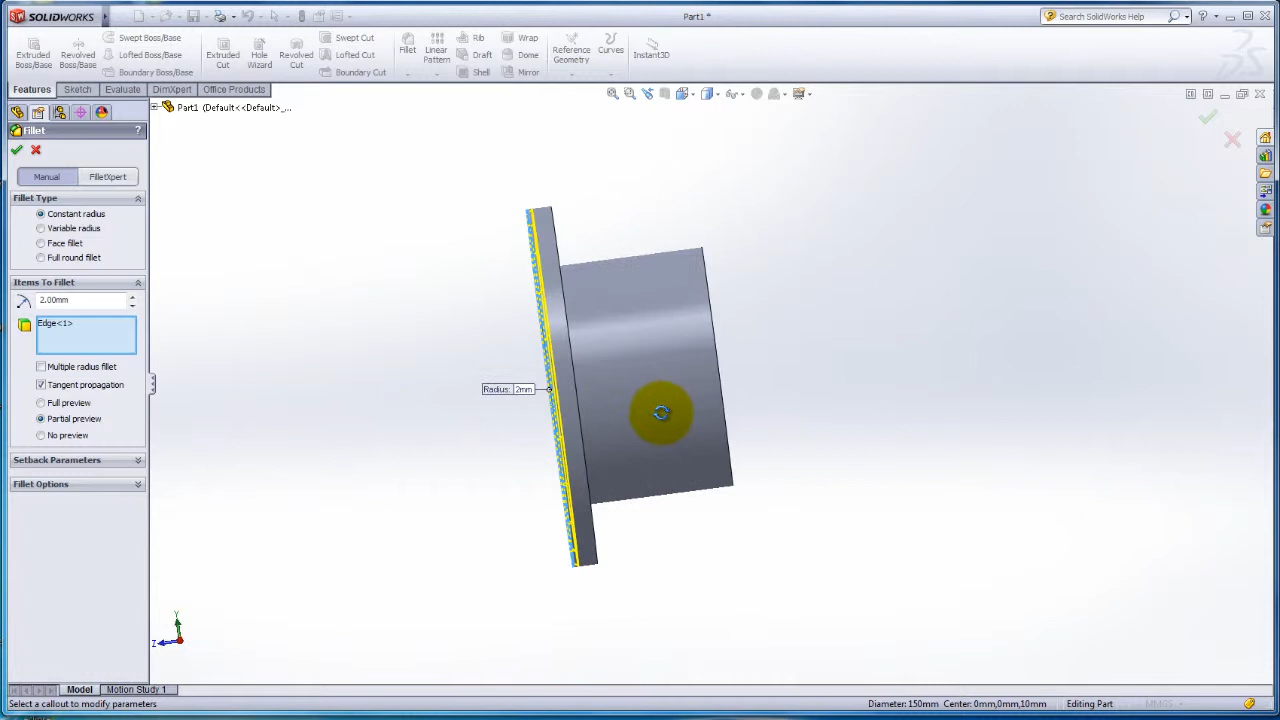 SOLIDWORKS
Part1 *
Search SolidWorks Help
Extruded Boss/Base
Revolved Boss/Base
Swept Boss/Base
Lofted Boss/Base
Boundary Boss/Base
Extruded Cut
Hole Wizard
Revolved Cut
Swept Cut
Lofted Cut
Boundary Cut
Fillet
Linear Pattern
Rib
Draft
Shell
Wrap
Dome
Mirror
Reference Geometry
Curves
Instant3D
Features
Sketch
Evaluate
DimXpert
Office Products
Part1 (Default<<Default>_...
Fillet
?
Manual
FilletXpert
Fillet Type
Constant radius
Variable radius
Face fillet
Full round fillet
Items To Fillet
2.00mm
Edge<1>
Multiple radius fillet
Tangent propagation
Full preview
Partial preview
No preview
Setback Parameters
Fillet Options
Radius: 2mm
Y
Z
Model
Motion Study 1
Select a callout to modify parameters
Diameter: 150mm Center: 0mm,0mm,10mm
Editing Part
MMGS